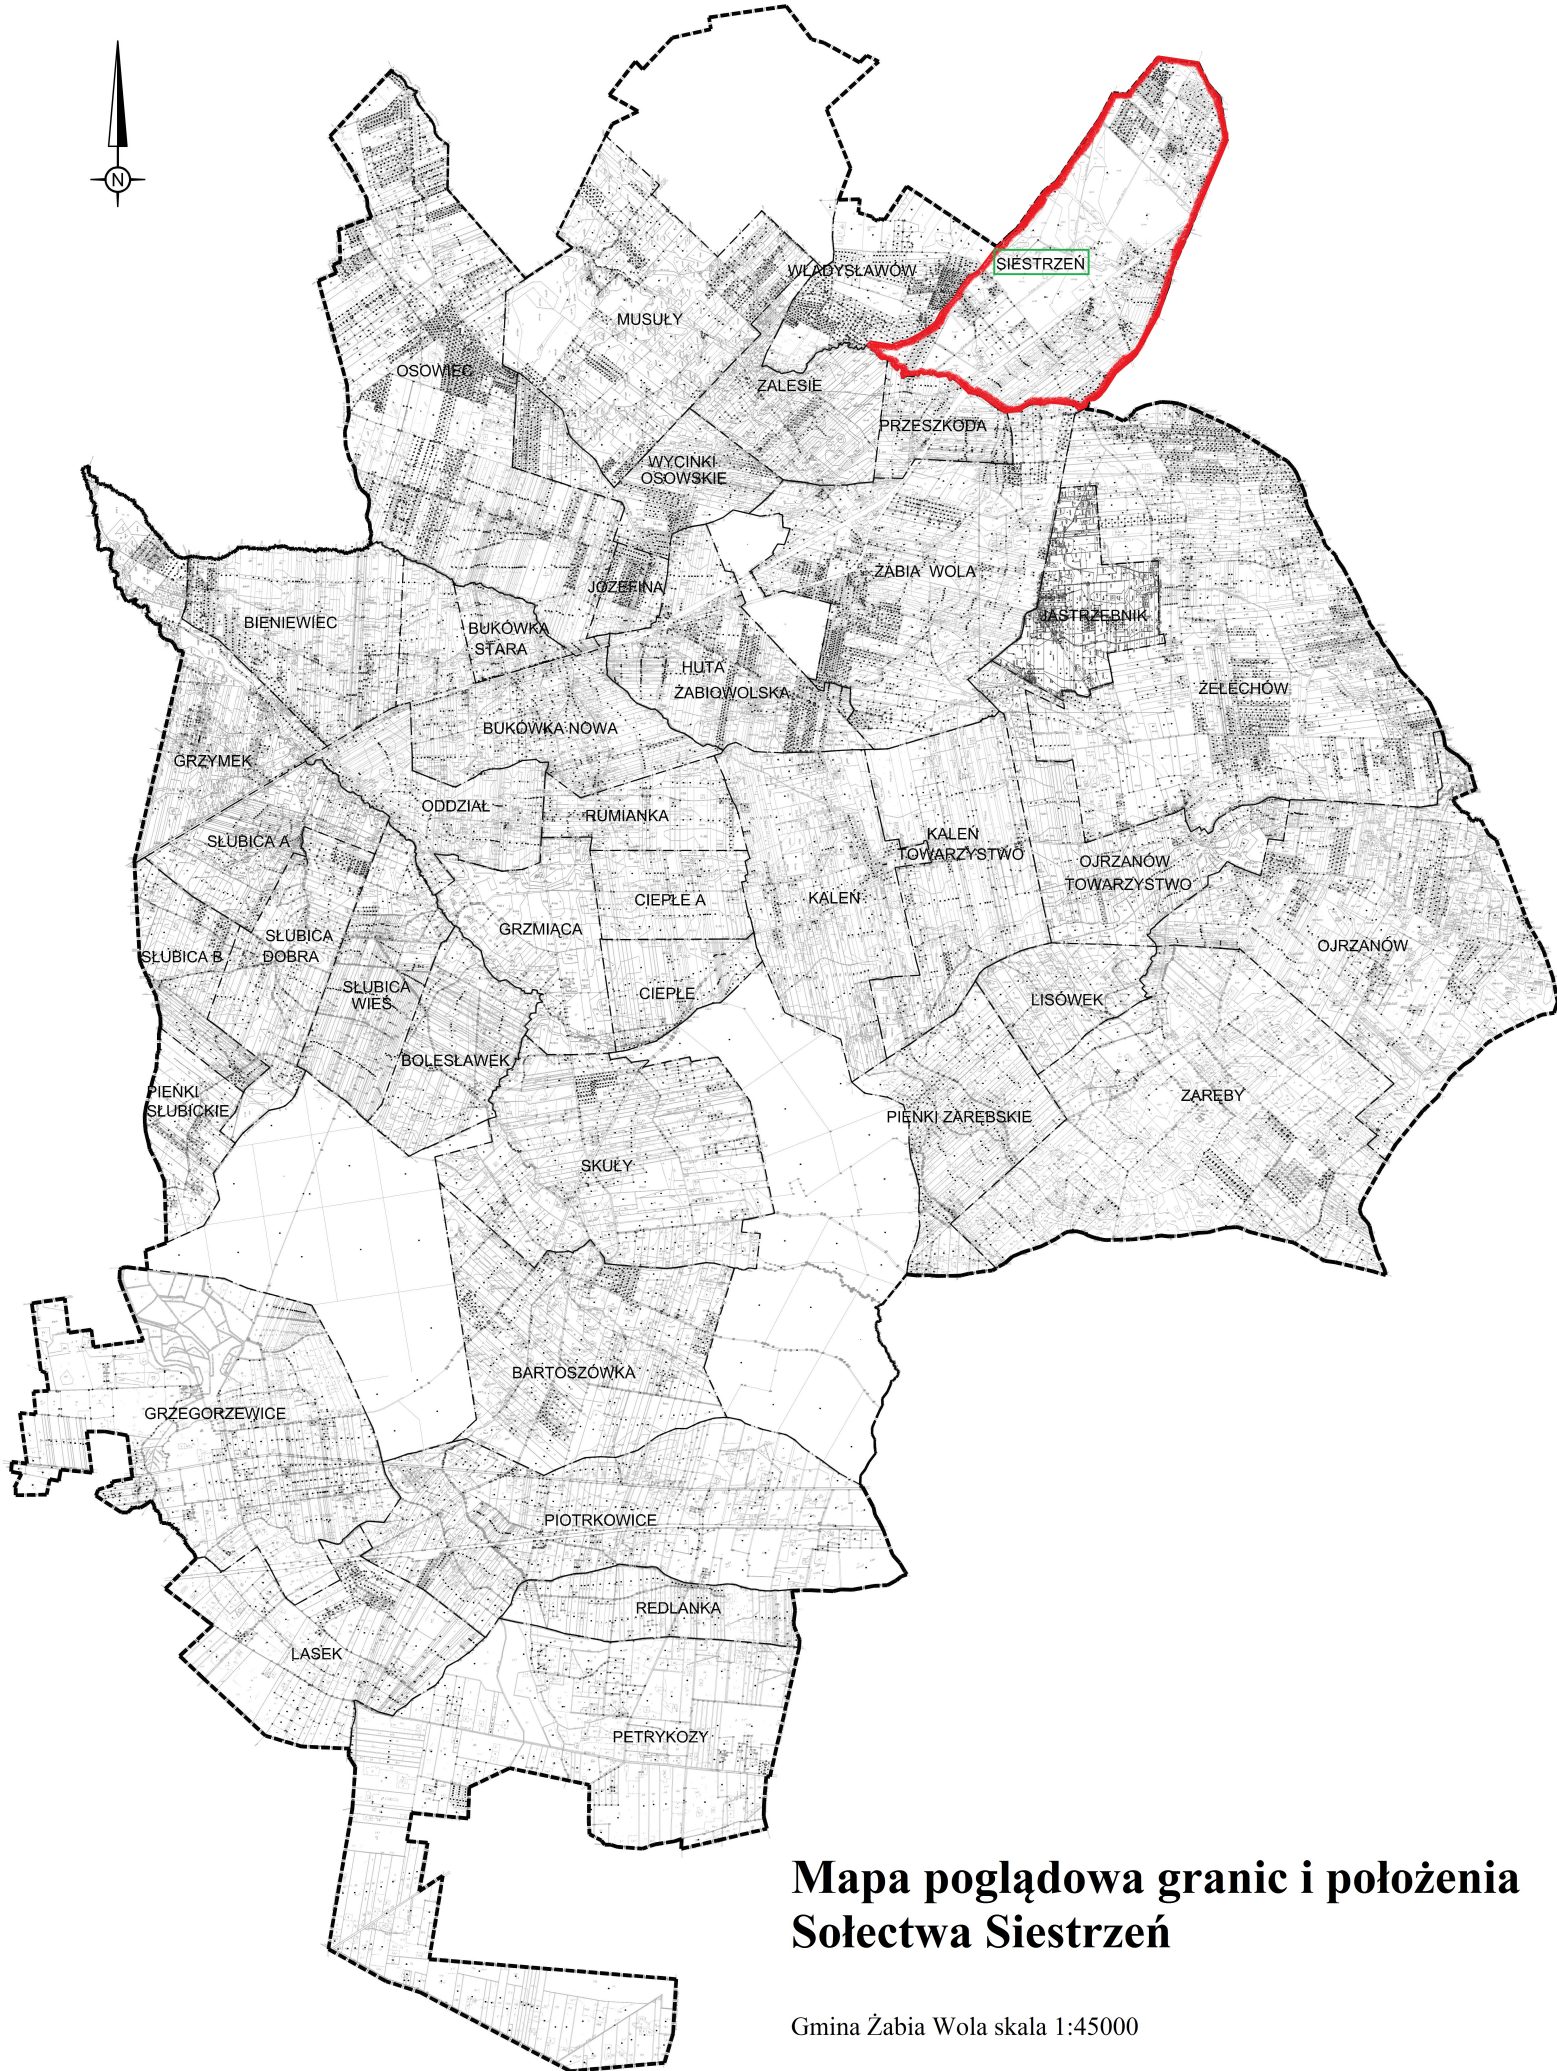 N
SIESTRZEŃ
WŁADYSŁAWÓW
MUSUŁY
OSOWIEC
ZALESIE
PRZESZKODA
WYCINKI
OSOWSKIE
ŻABIA WOLA
JÓZEFINA
JASTRZĘBNIK
BIENIEWIEC
BUKÓWKA
STARA
HUTA
ŻABIOWOLSKA
ŻELECHÓW
BUKÓWKA NOWA
GRZYMEK
ODDZIAŁ
RUMIANKA
SŁUBICA A
KALEŃ
TOWARZYSTWO
OJRZANÓW
TOWARZYSTWO
CIEPŁE A
KALEŃ
GRZMIĄCA
SŁUBICA
DOBRA
SŁUBICA B
OJRZANÓW
SŁUBICA
WIEŚ
CIEPŁE
LISÓWEK
BOLESŁAWEK
PIEŃKI
SŁUBICKIE
ZARĘBY
PIEŃKI ZARĘBSKIE
SKUŁY
BARTOSZÓWKA
GRZEGORZEWICE
PIOTRKOWICE
REDLANKA
LASEK
PETRYKOZY
Mapa poglądowa granic i położenia
Sołectwa Siestrzeń
Gmina Żabia Wola skala 1:45000